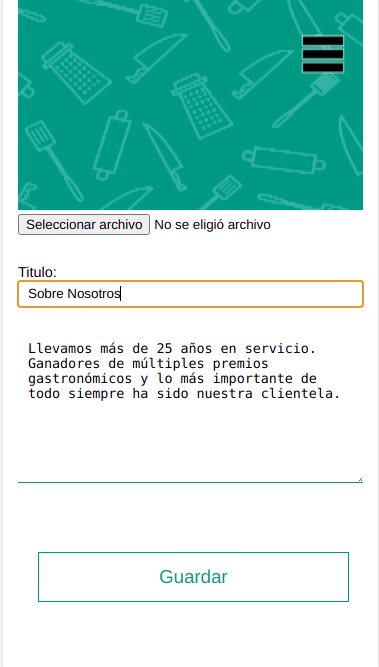 Seleccionar archivo No se eligió archivo
Titulo:
Sobre Nosotros
Llevamos más de 25 años en servicio.
Ganadores de múltiples premios
gastronómicos y lo más importante de
todo siempre ha sido nuestra clientela.
Guardar